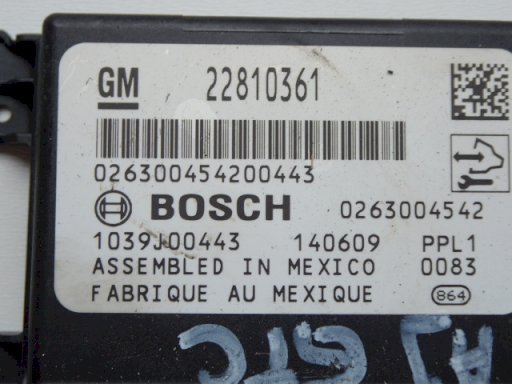 GM 22810361
026300454200443
BOSCH 0263004542
1039J00443 140609 PPL1
ASSEMBLED IN MEXICO 0083
FABRIQUE AU MEXIQUE 864